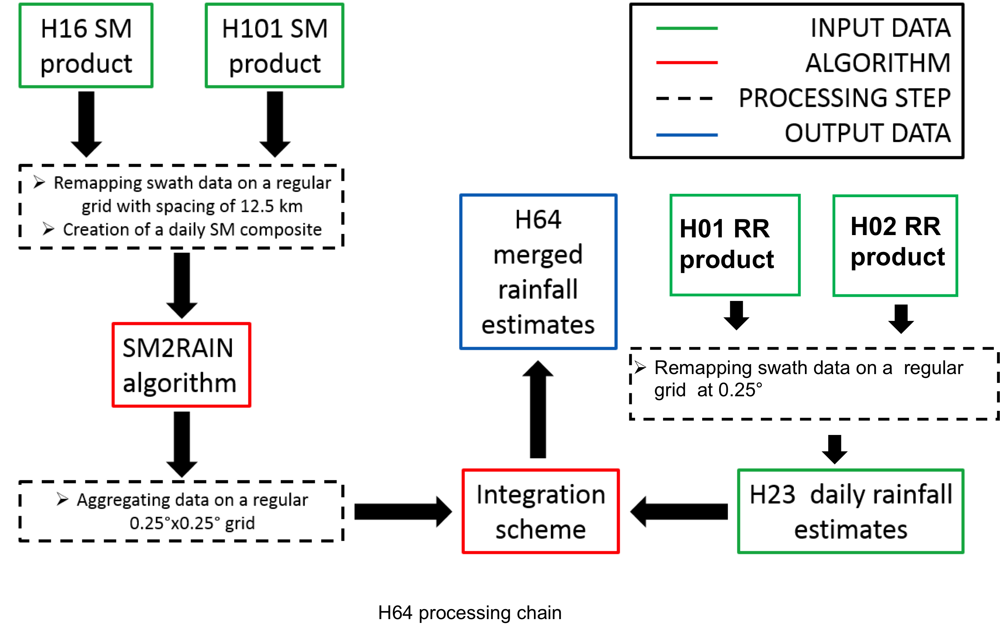 H16 SM
product
H101 SM
product
INPUT DATA
ALGORITHM
PROCESSING STEP
OUTPUT DATA
➢ Remapping swath data on a regular
grid with spacing of 12.5 km
➢ Creation of a daily SM composite
SM2RAIN
algorithm
➢ Aggregating data on a regular
0.25°x0.25° grid
H64
merged
rainfall
estimates
H01 RR
product
H02 RR
product
➢ Remapping swath data on a regular
grid at 0.25°
Integration
scheme
H23 daily rainfall
estimates
H64 processing chain